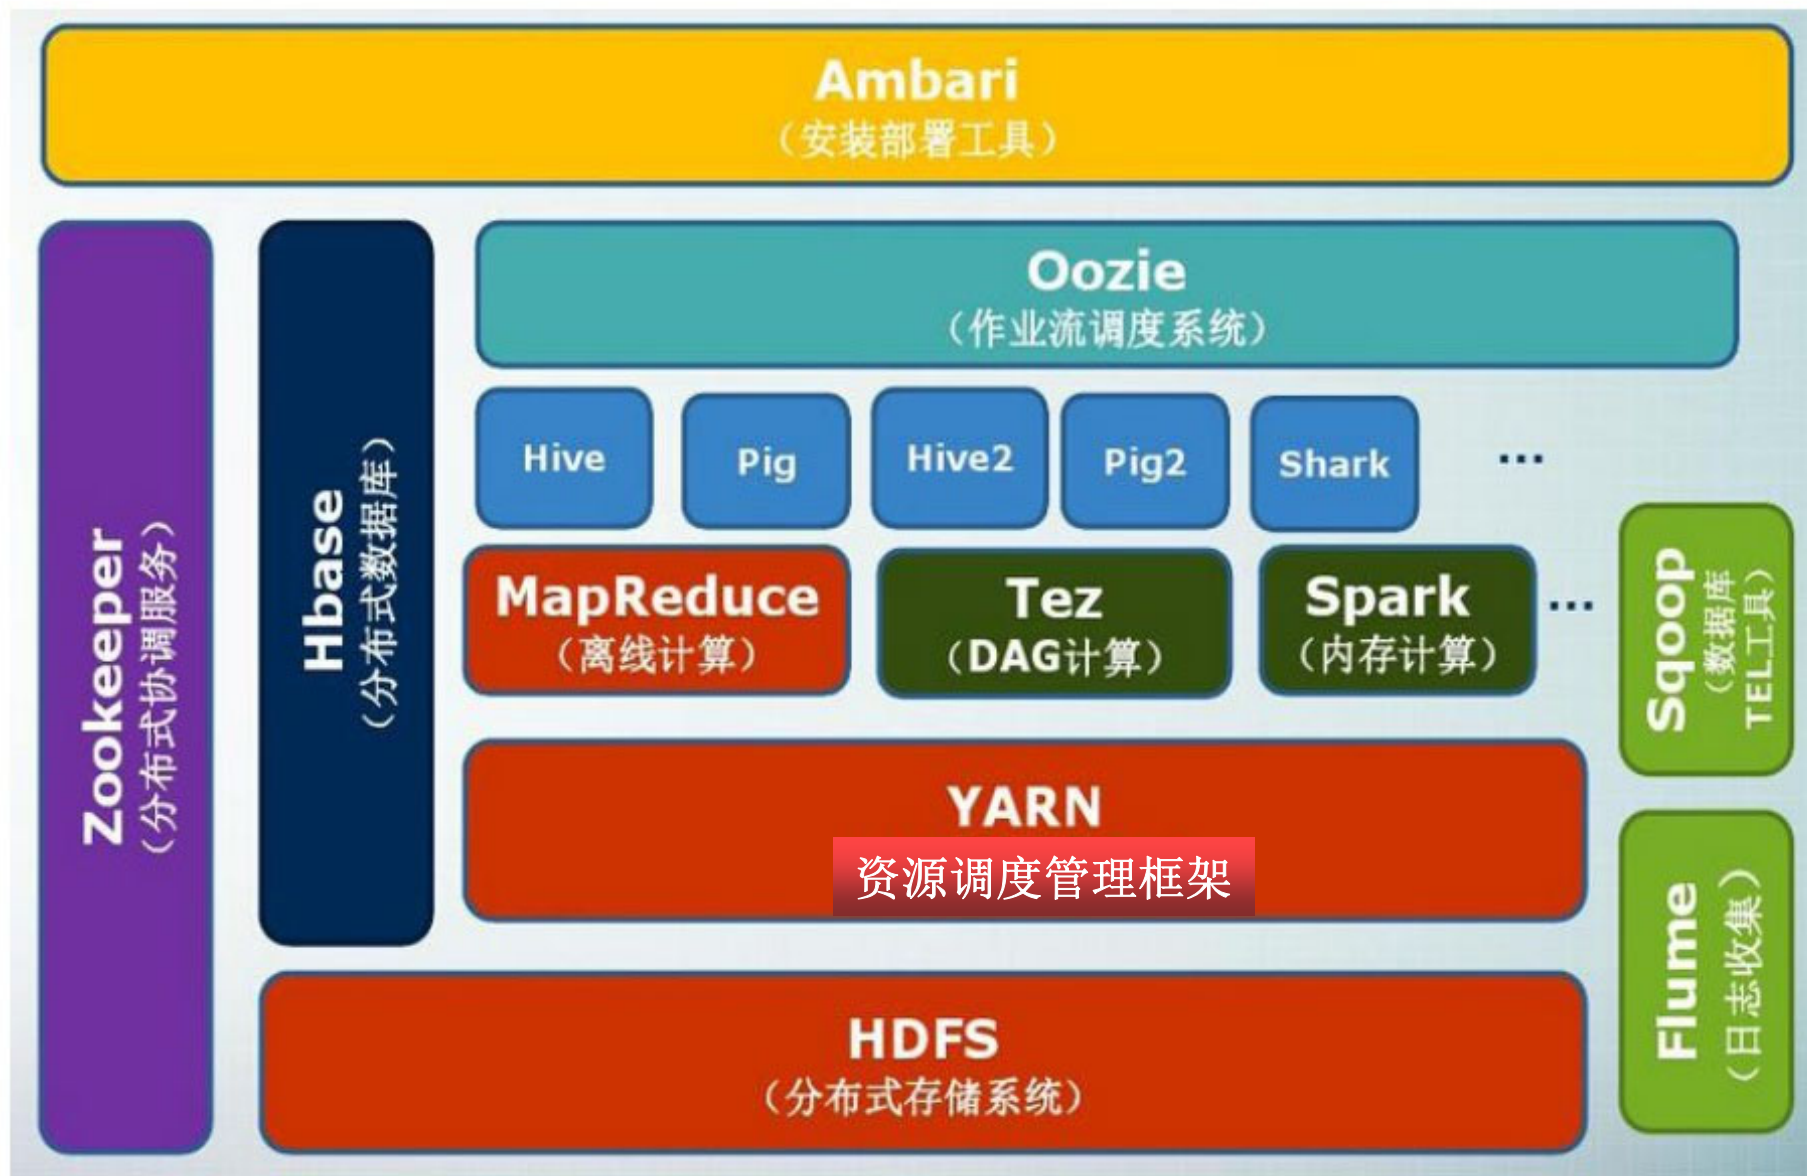 Ambari
（安装部署工具）
Zookeeper
（分布式协调服务）
Hbase
（分布式数据库）
Oozie
（作业流调度系统）
Hive
Pig
Hive2
Pig2
Shark
...
MapReduce
（离线计算）
Tez
（DAG计算）
Spark
（内存计算）
...
Sqoop
（数据库
TEL工具）
YARN
资源调度管理框架
Flume
（日志收集）
HDFS
（分布式存储系统）